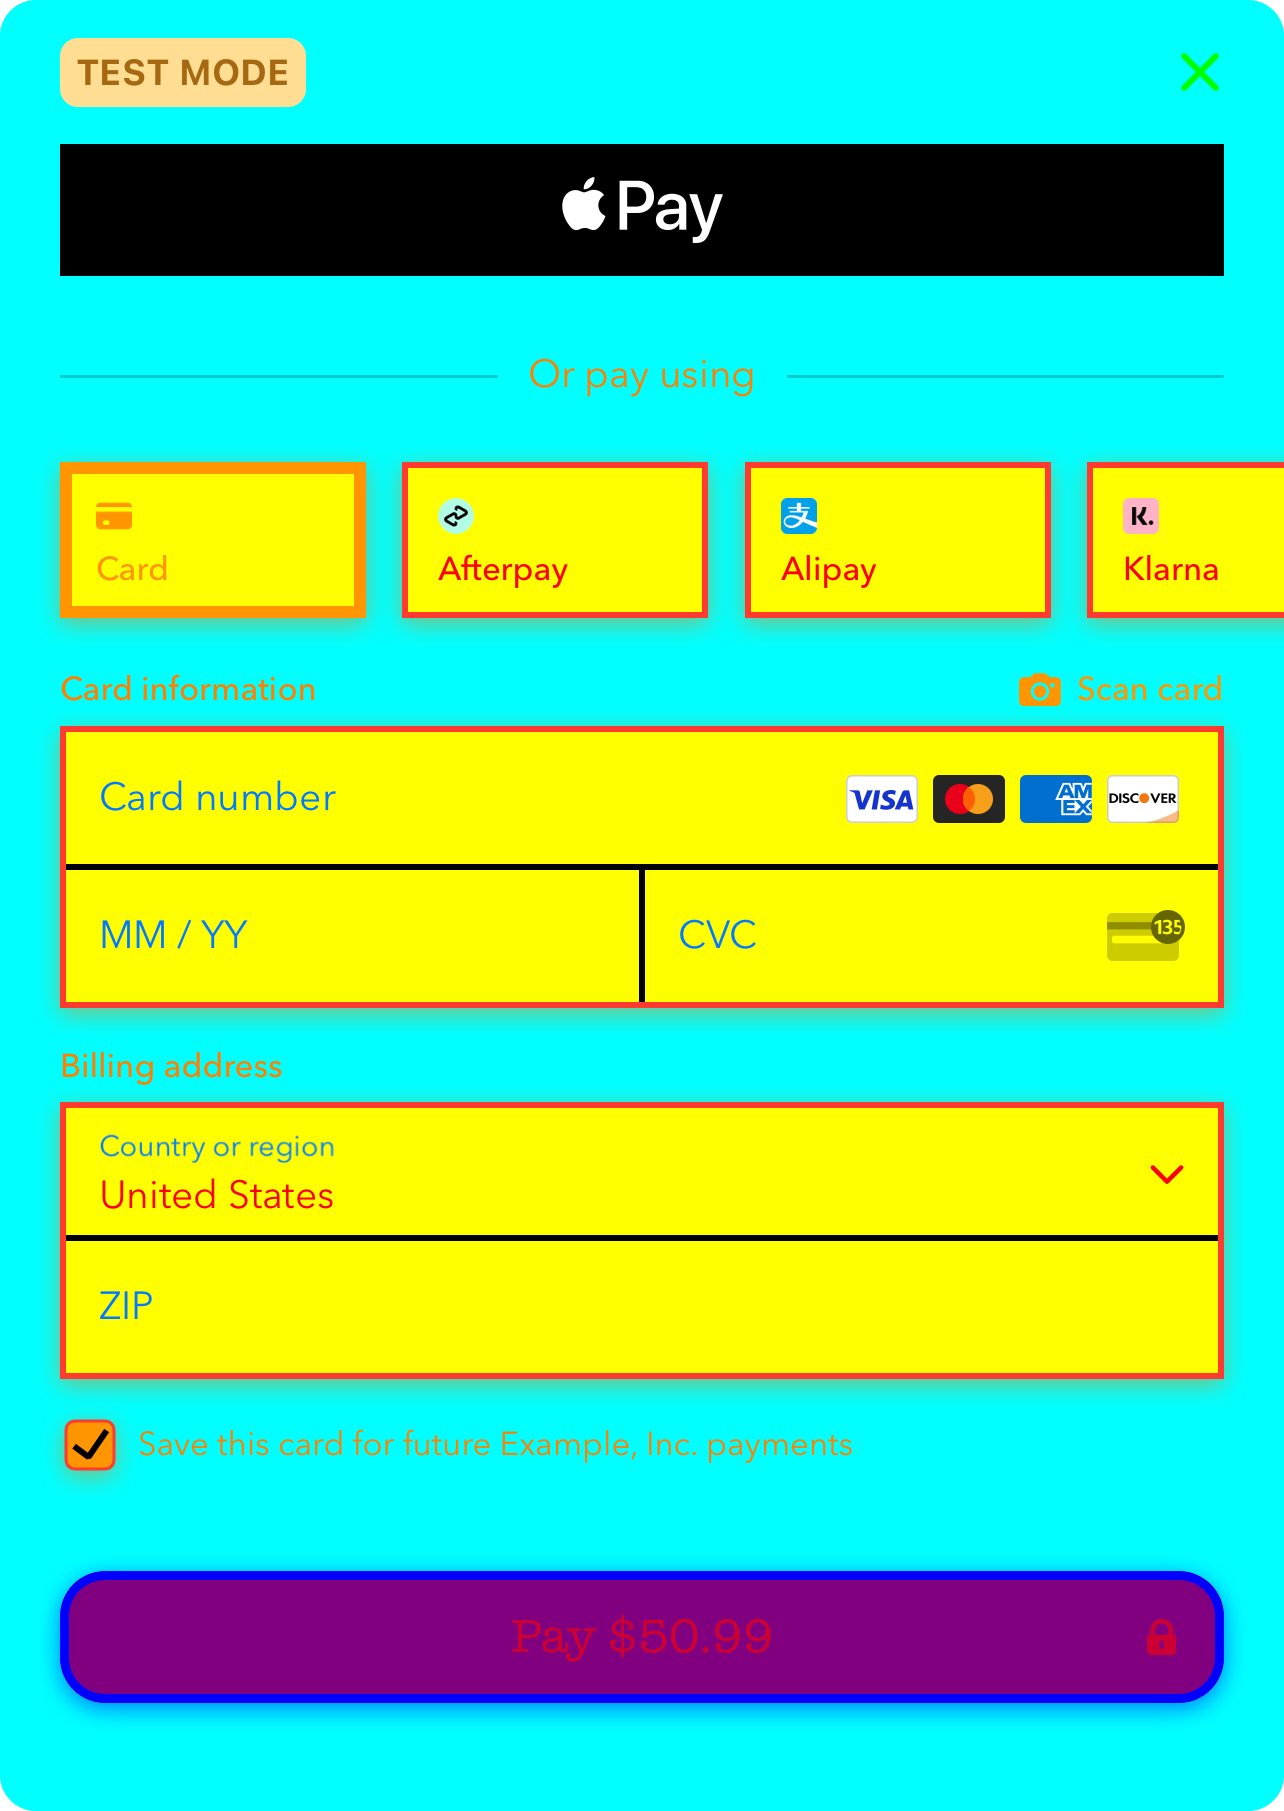 TEST MODE
Pay
Or pay using
Card
Afterpay
支
Alipay
K.
Klarna
Card information
Scan card
Card number
VISA
AM
EX
DISCOVER
MM / YY
CVC
135
Billing address
Country or region
United States
ZIP
Save this card for future Example, Inc. payments
Pay $50.99